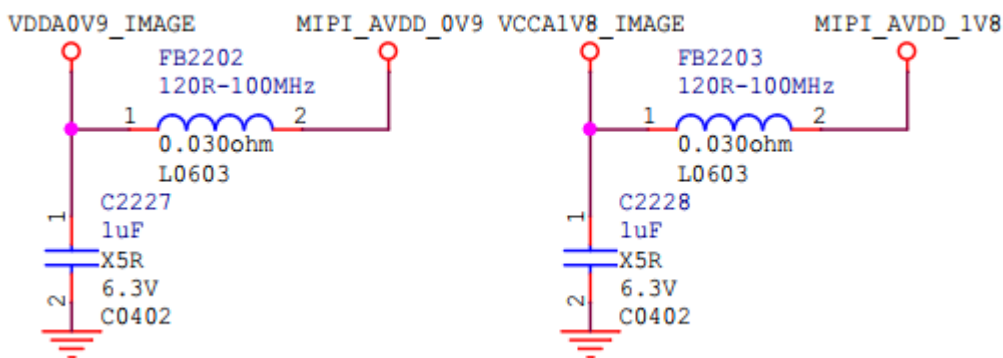 VDDA0V9_IMAGE
MIPI_AVDD_0V9
FB2202
120R-100MHz
1
2
0.030ohm
L0603
C2227
1
1uF
X5R
6.3V
2
C0402
VCCA1V8_IMAGE
MIPI_AVDD_1V8
FB2203
120R-100MHz
1
2
0.030ohm
L0603
C2228
1
1uF
X5R
6.3V
2
C0402